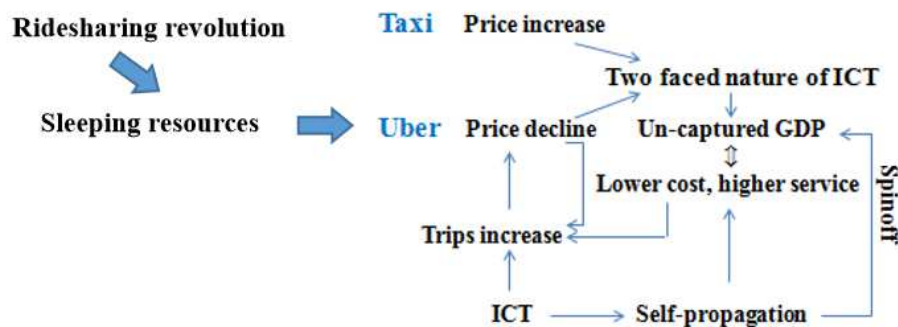 Ridesharing revolution
Taxi Price increase
Two faced nature of ICT
Sleeping resources
Uber Price decline
Un-captured GDP
Lower cost, higher service
Spinoff
Trips increase
ICT
Self-propagation